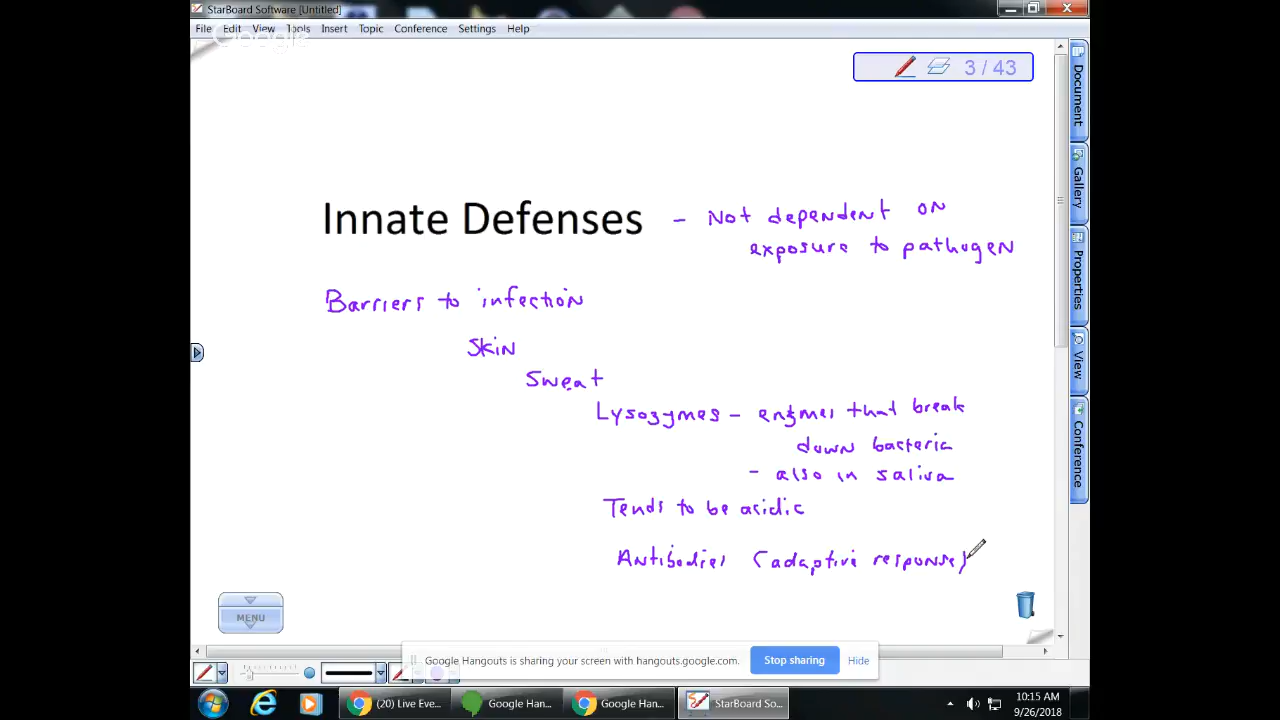 StarBoard Software [Untitled]
File Edit View Tools Insert Topic Conference Settings Help
Google
3 / 43
Document
Gallery
Properties
View
Conference
Innate Defenses - Not dependent on
exposure to pathogen
Barriers to infection
Skin
Sweat
Lysozymes - enzmes that break
down bacteria
- also in saliva
Tends to be acidic
Antibodies (adaptive response)
MENU
Google Hangouts is sharing your screen with hangouts.google.com. Stop sharing Hide
(20) Live Eve... Google Han... Google Han... StarBoard So...
10:15 AM
9/26/2018